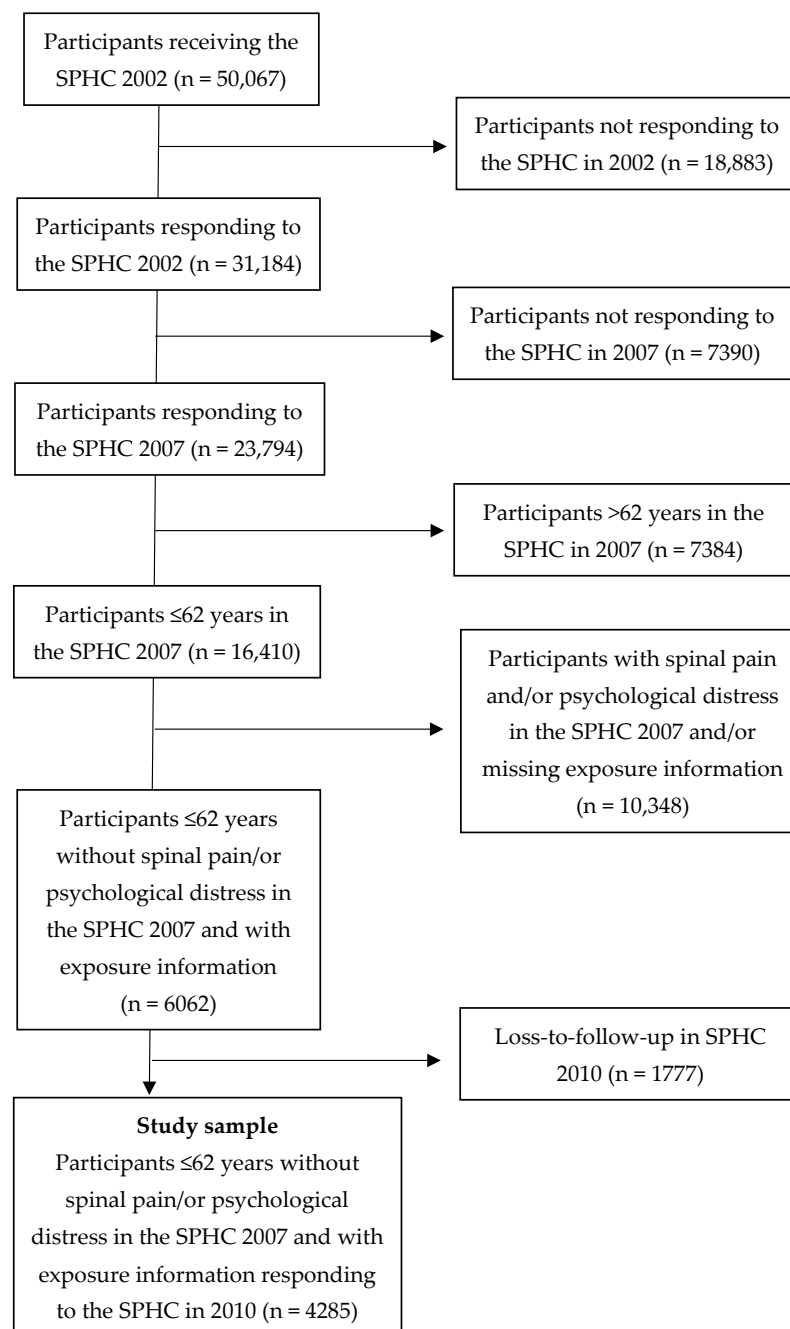 Participants receiving the
SPHC 2002 (n = 50,067)
Participants not responding to
the SPHC in 2002 (n = 18,883)
Participants responding to
the SPHC 2002 (n = 31,184)
Participants not responding to
the SPHC in 2007 (n = 7390)
Participants responding to
the SPHC 2007 (n = 23,794)
Participants >62 years in the
SPHC in 2007 (n = 7384)
Participants ≤62 years in
the SPHC 2007 (n = 16,410)
Participants with spinal pain
and/or psychological distress
in the SPHC 2007 and/or
missing exposure information
(n = 10,348)
Participants ≤62 years
without spinal pain/or
psychological distress in
the SPHC 2007 and with
exposure information
(n = 6062)
Loss-to-follow-up in SPHC
2010 (n = 1777)
Study sample
Participants ≤62 years without
spinal pain/or psychological
distress in the SPHC 2007 and with
exposure information responding
to the SPHC in 2010 (n = 4285)